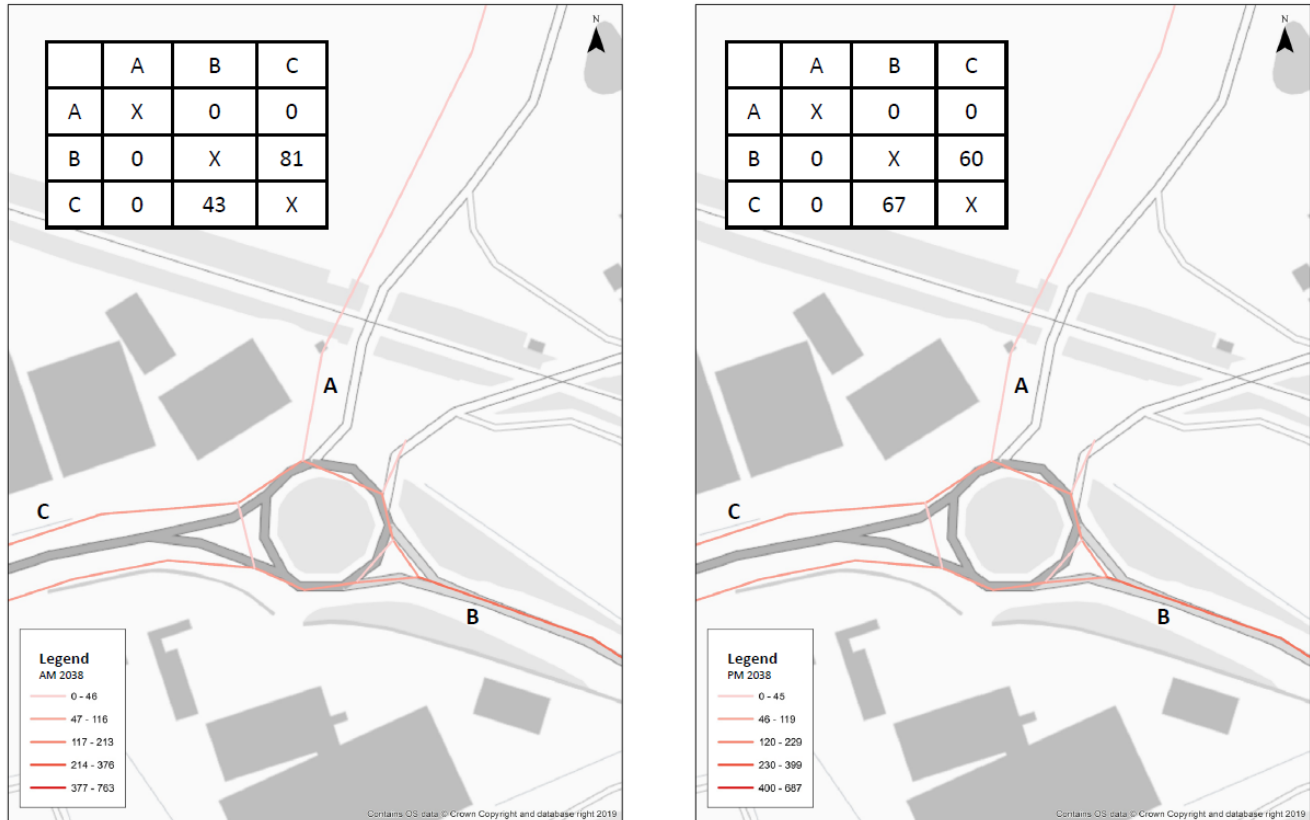 N
A B C
A X 0 0
B 0 X 81
C 0 43 X
A
C
B
Legend
AM 2038
0 - 46
47 - 116
117 - 213
214 - 376
377 - 763
Contains OS data © Crown Copyright and database right 2019
N
A B C
A X 0 0
B 0 X 60
C 0 67 X
A
C
B
Legend
PM 2038
0 - 45
46 - 119
120 - 229
230 - 399
400 - 687
Contains OS data © Crown Copyright and database right 2019